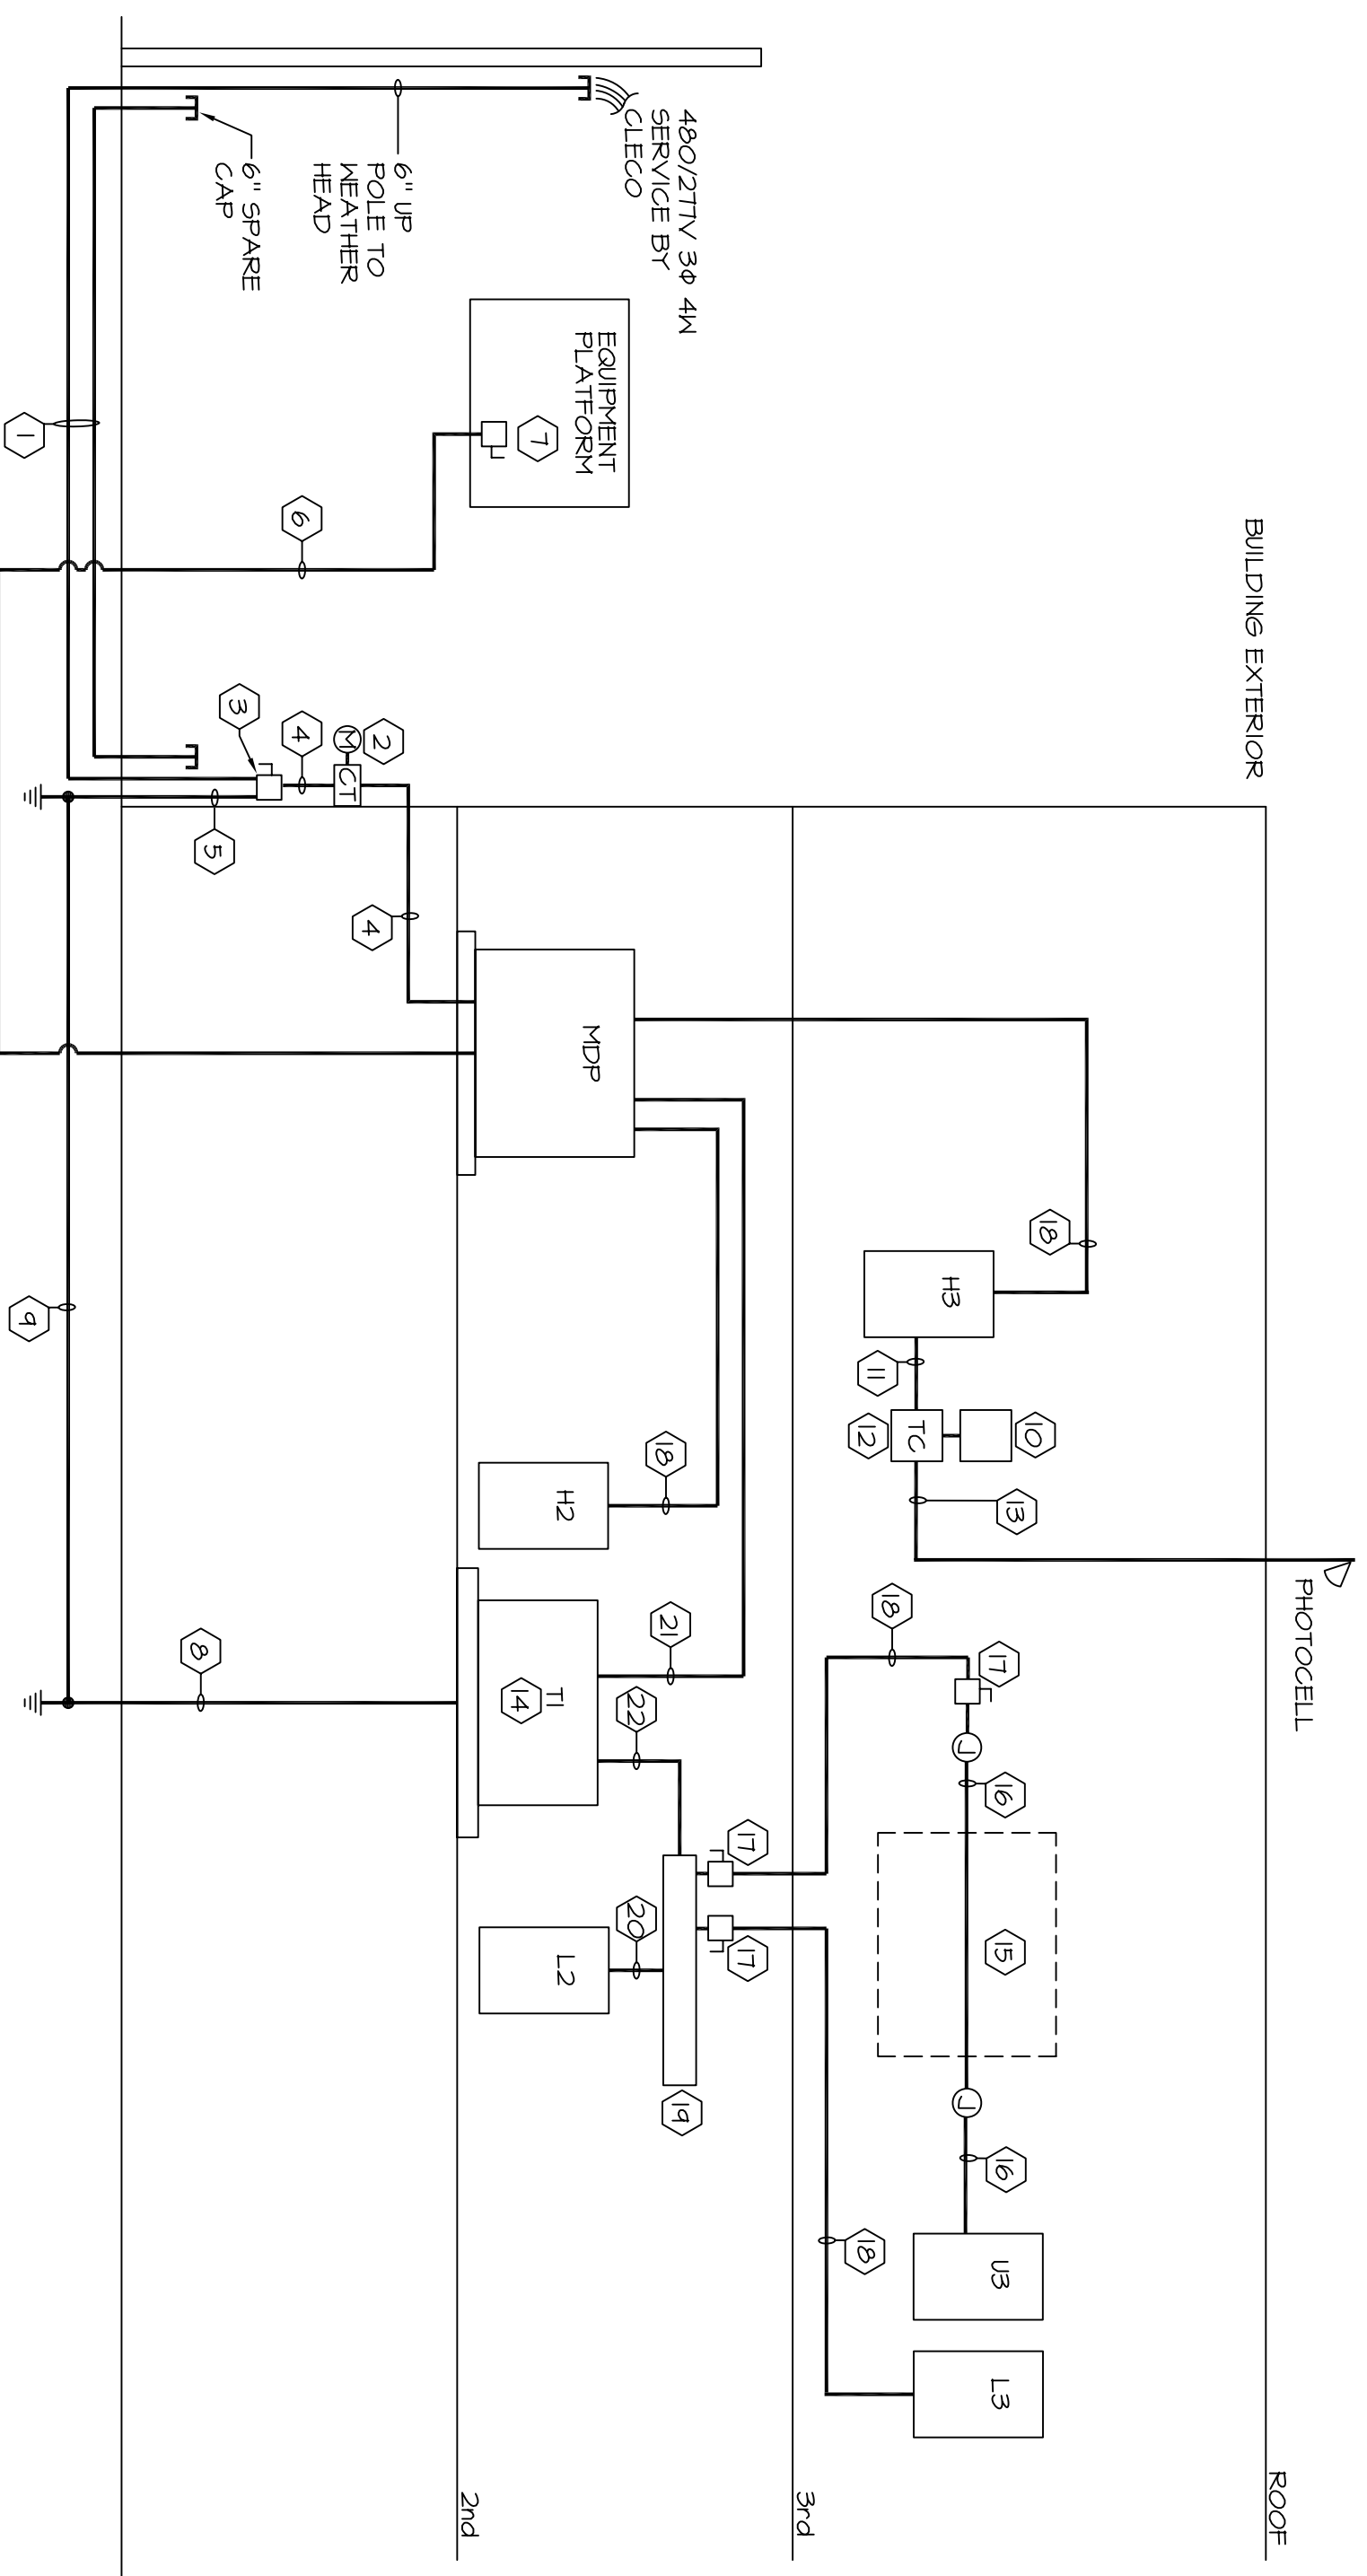 BUILDING EXTERIOR
ROOF
PHOTOCELL
480/277V 3Φ 4W
SERVICE BY
CLECO
6" UP
POLE TO
WEATHER
HEAD
6" SPARE
CAP
EQUIPMENT
PLATFORM
7
6
1
3
4
2
M
CT
5
4
MDP
18
H3
11
12
TC
10
13
18
H2
18
17
J
16
15
J
16
U3
L3
18
3rd
21
22
T1
14
17
17
20
L2
19
2nd
8
9